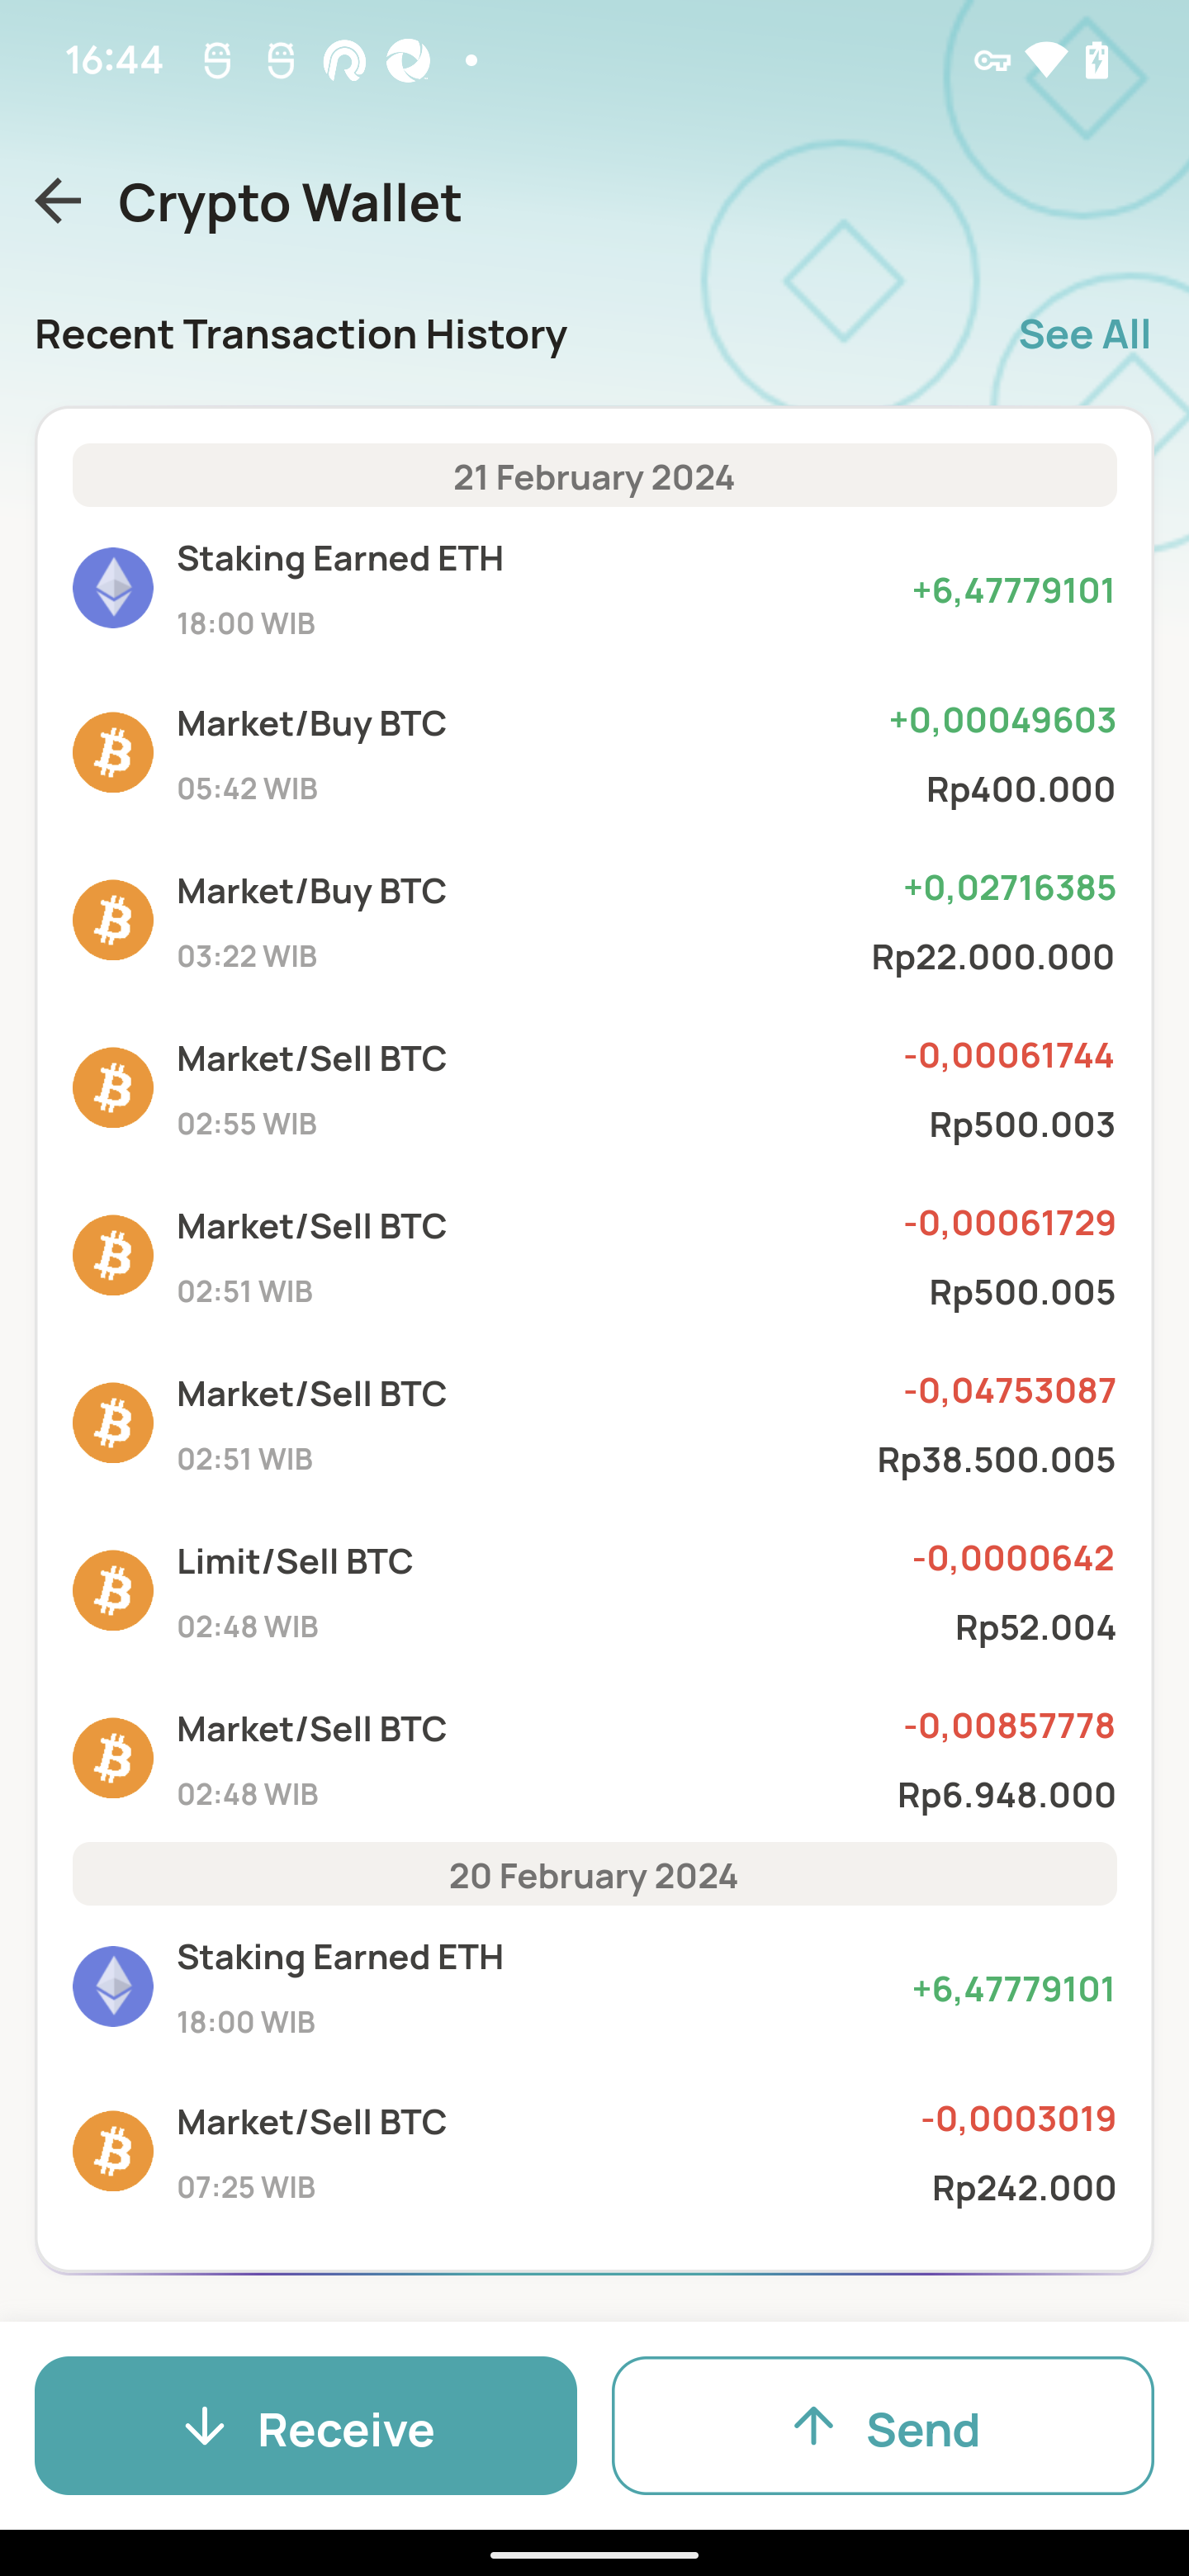 16:44
Crypto Wallet
Recent Transaction History
See All
21 February 2024
Staking Earned ETH
+6,47779101
18:00 WIB
Market/Buy BTC
+0,00049603
05:42 WIB
Rp400.000
Market/Buy BTC
+0,02716385
03:22 WIB
Rp22.000.000
Market/Sell BTC
-0,00061744
02:55 WIB
Rp500.003
Market/Sell BTC
-0,00061729
02:51 WIB
Rp500.005
Market/Sell BTC
-0,04753087
02:51 WIB
Rp38.500.005
Limit/Sell BTC
-0,0000642
02:48 WIB
Rp52.004
Market/Sell BTC
-0,00857778
02:48 WIB
Rp6.948.000
20 February 2024
Staking Earned ETH
+6,47779101
18:00 WIB
Market/Sell BTC
-0,0003019
07:25 WIB
Rp242.000
Receive
Send